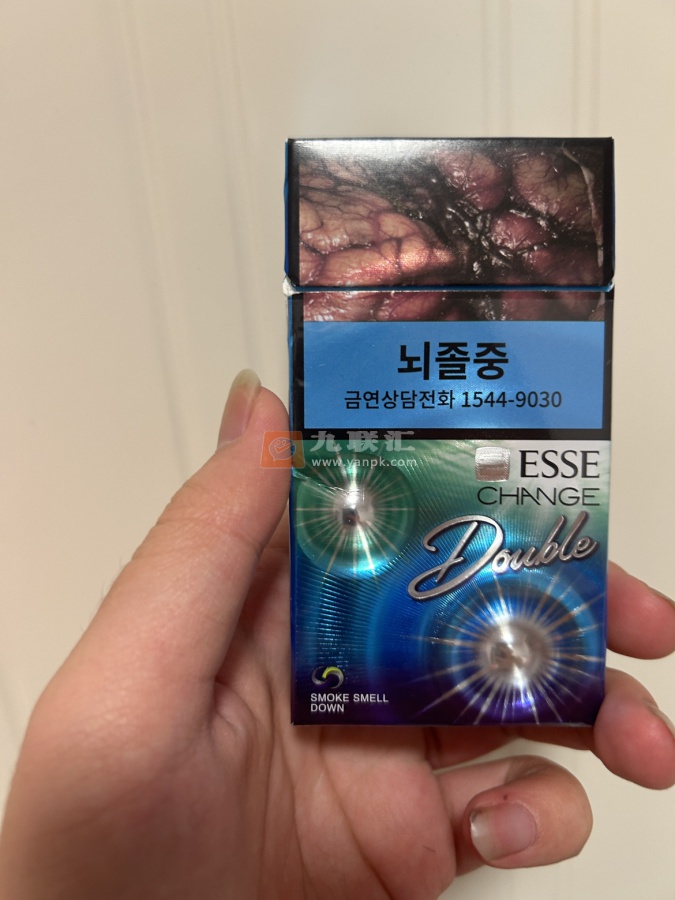 뇌졸중
금연상담전화 1544-9030
九联汇
www.yanpk.com
ESSE
CHANGE
Double
SMOKE SMELL
DOWN